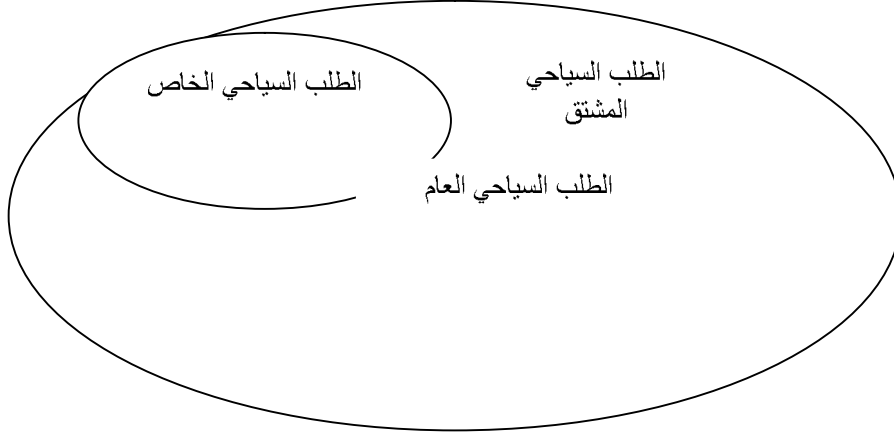 الطلب السياحي
المشتق
الطلب السياحي الخاص
الطلب السياحي العام